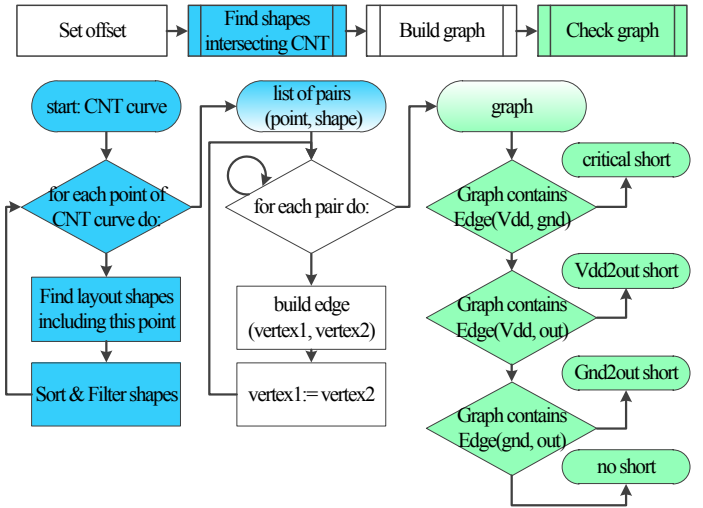 Set offset
Find shapes
intersecting CNT
Build graph
Check graph
start: CNT curve
for each point of
CNT curve do:
Find layout shapes
including this point
Sort & Filter shapes
list of pairs
(point, shape)
for each pair do:
build edge
(vertex1, vertex2)
vertex1:= vertex2
graph
Graph contains
Edge(Vdd, gnd)
critical short
Graph contains
Edge(Vdd, out)
Vdd2out short
Graph contains
Edge(gnd, out)
Gnd2out short
no short